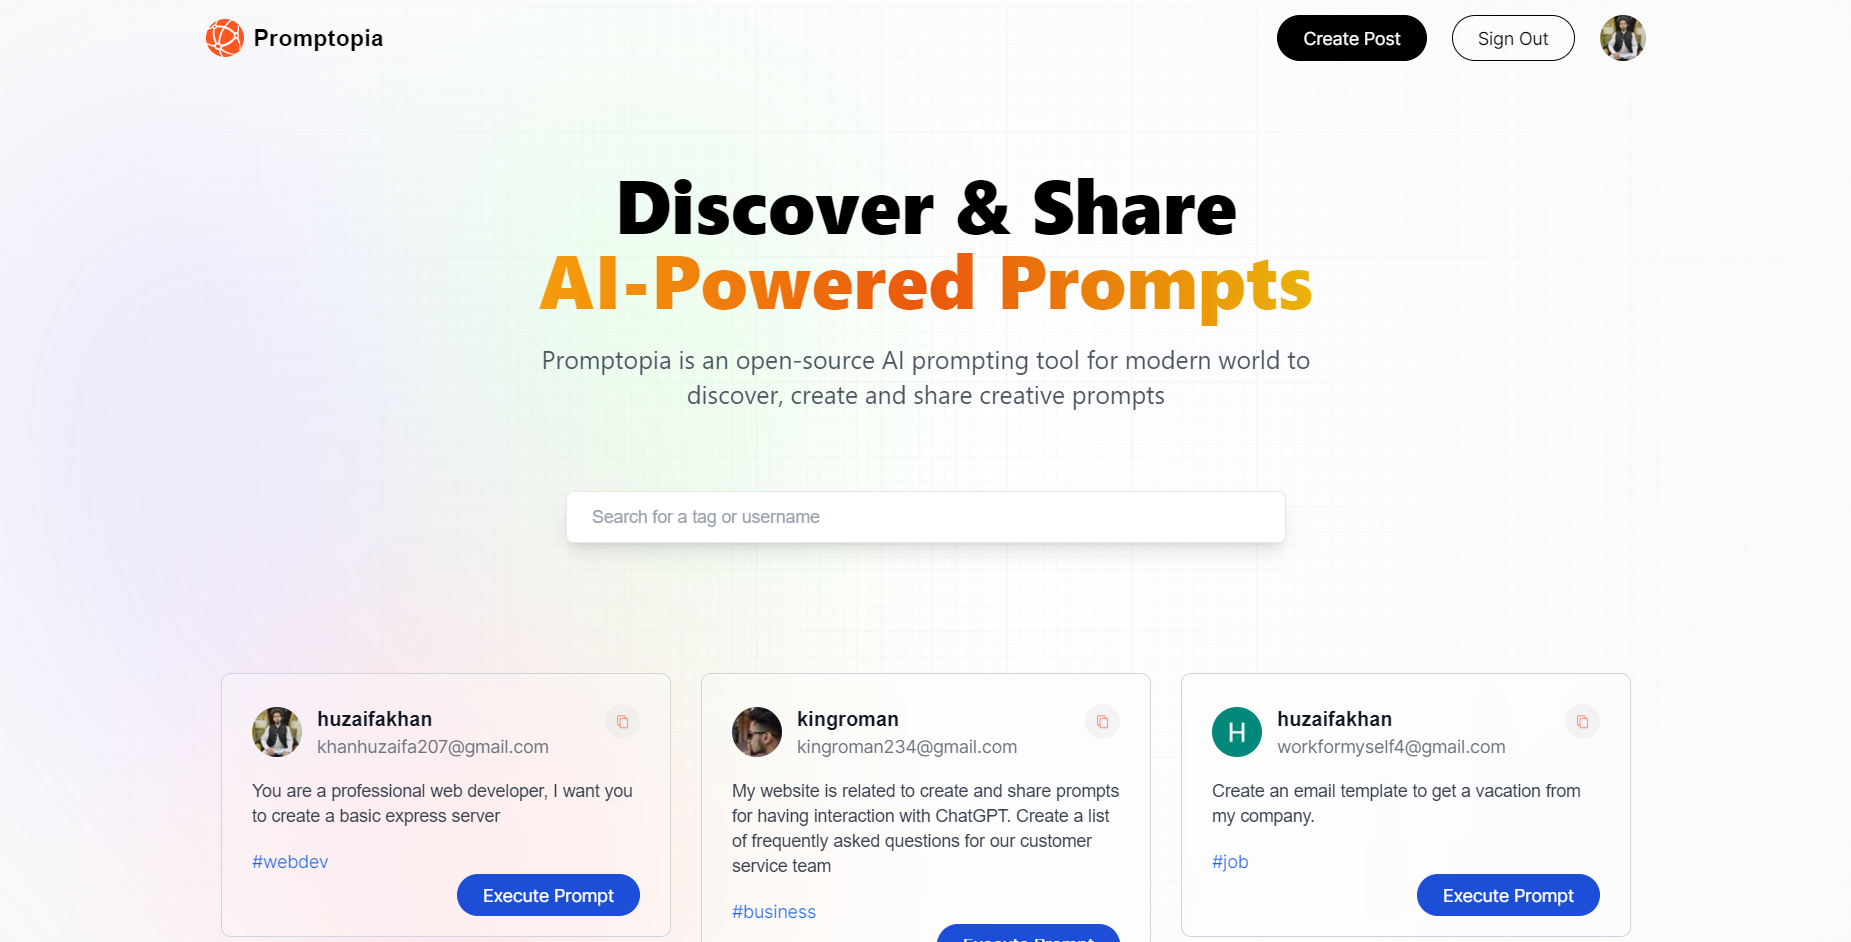 Promptopia
Create Post
Sign Out
Discover & Share
AI-Powered Prompts
Promptopia is an open-source AI prompting tool for modern world to
discover, create and share creative prompts
Search for a tag or username
huzaifakhan
khanhuzaifa207@gmail.com
You are a professional web developer, I want you
to create a basic express server
#webdev
Execute Prompt
kingroman
kingroman234@gmail.com
My website is related to create and share prompts
for having interaction with ChatGPT. Create a list
of frequently asked questions for our customer
service team
#business
Execute Prompt
H
huzaifakhan
workformyself4@gmail.com
Create an email template to get a vacation from
my company.
#job
Execute Prompt